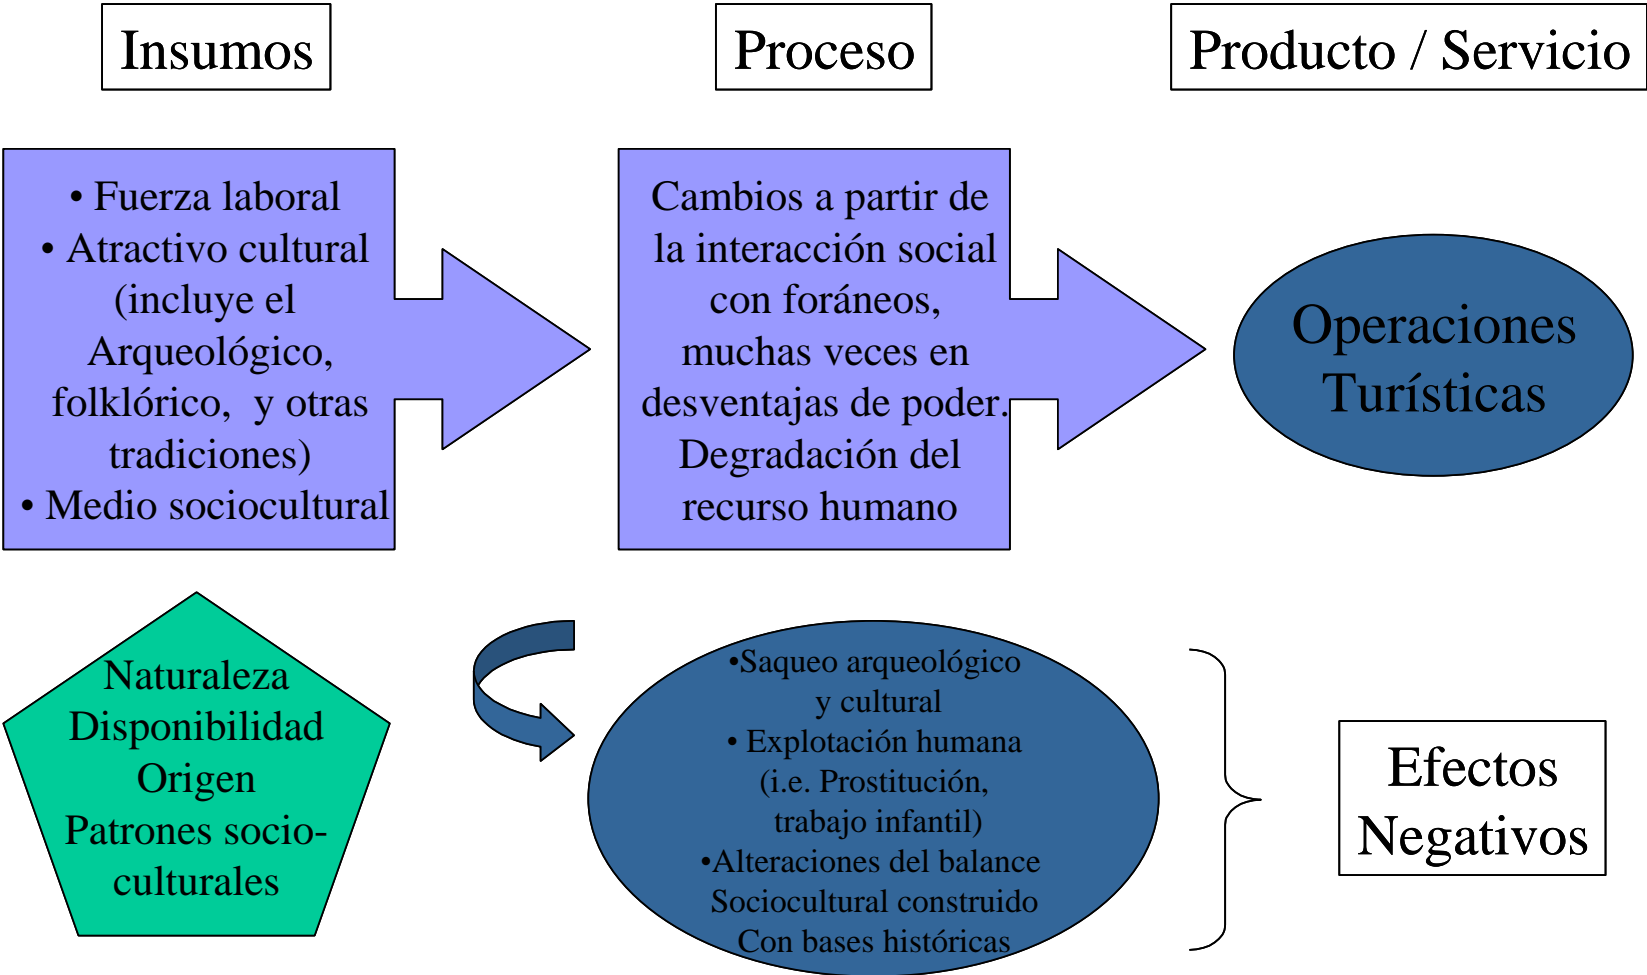 Insumos
Proceso
Producto / Servicio
• Fuerza laboral
• Atractivo cultural
(incluye el
Arqueológico,
folklórico, y otras
tradiciones)
• Medio sociocultural
Cambios a partir de
la interacción social
con foráneos,
muchas veces en
desventajas de poder.
Degradación del
recurso humano
Operaciones
Turísticas
Naturaleza
Disponibilidad
Origen
Patrones socio-
culturales
•Saqueo arqueológico
y cultural
• Explotación humana
(i.e. Prostitución,
trabajo infantil)
•Alteraciones del balance
Sociocultural construido
Con bases históricas
Efectos
Negativos